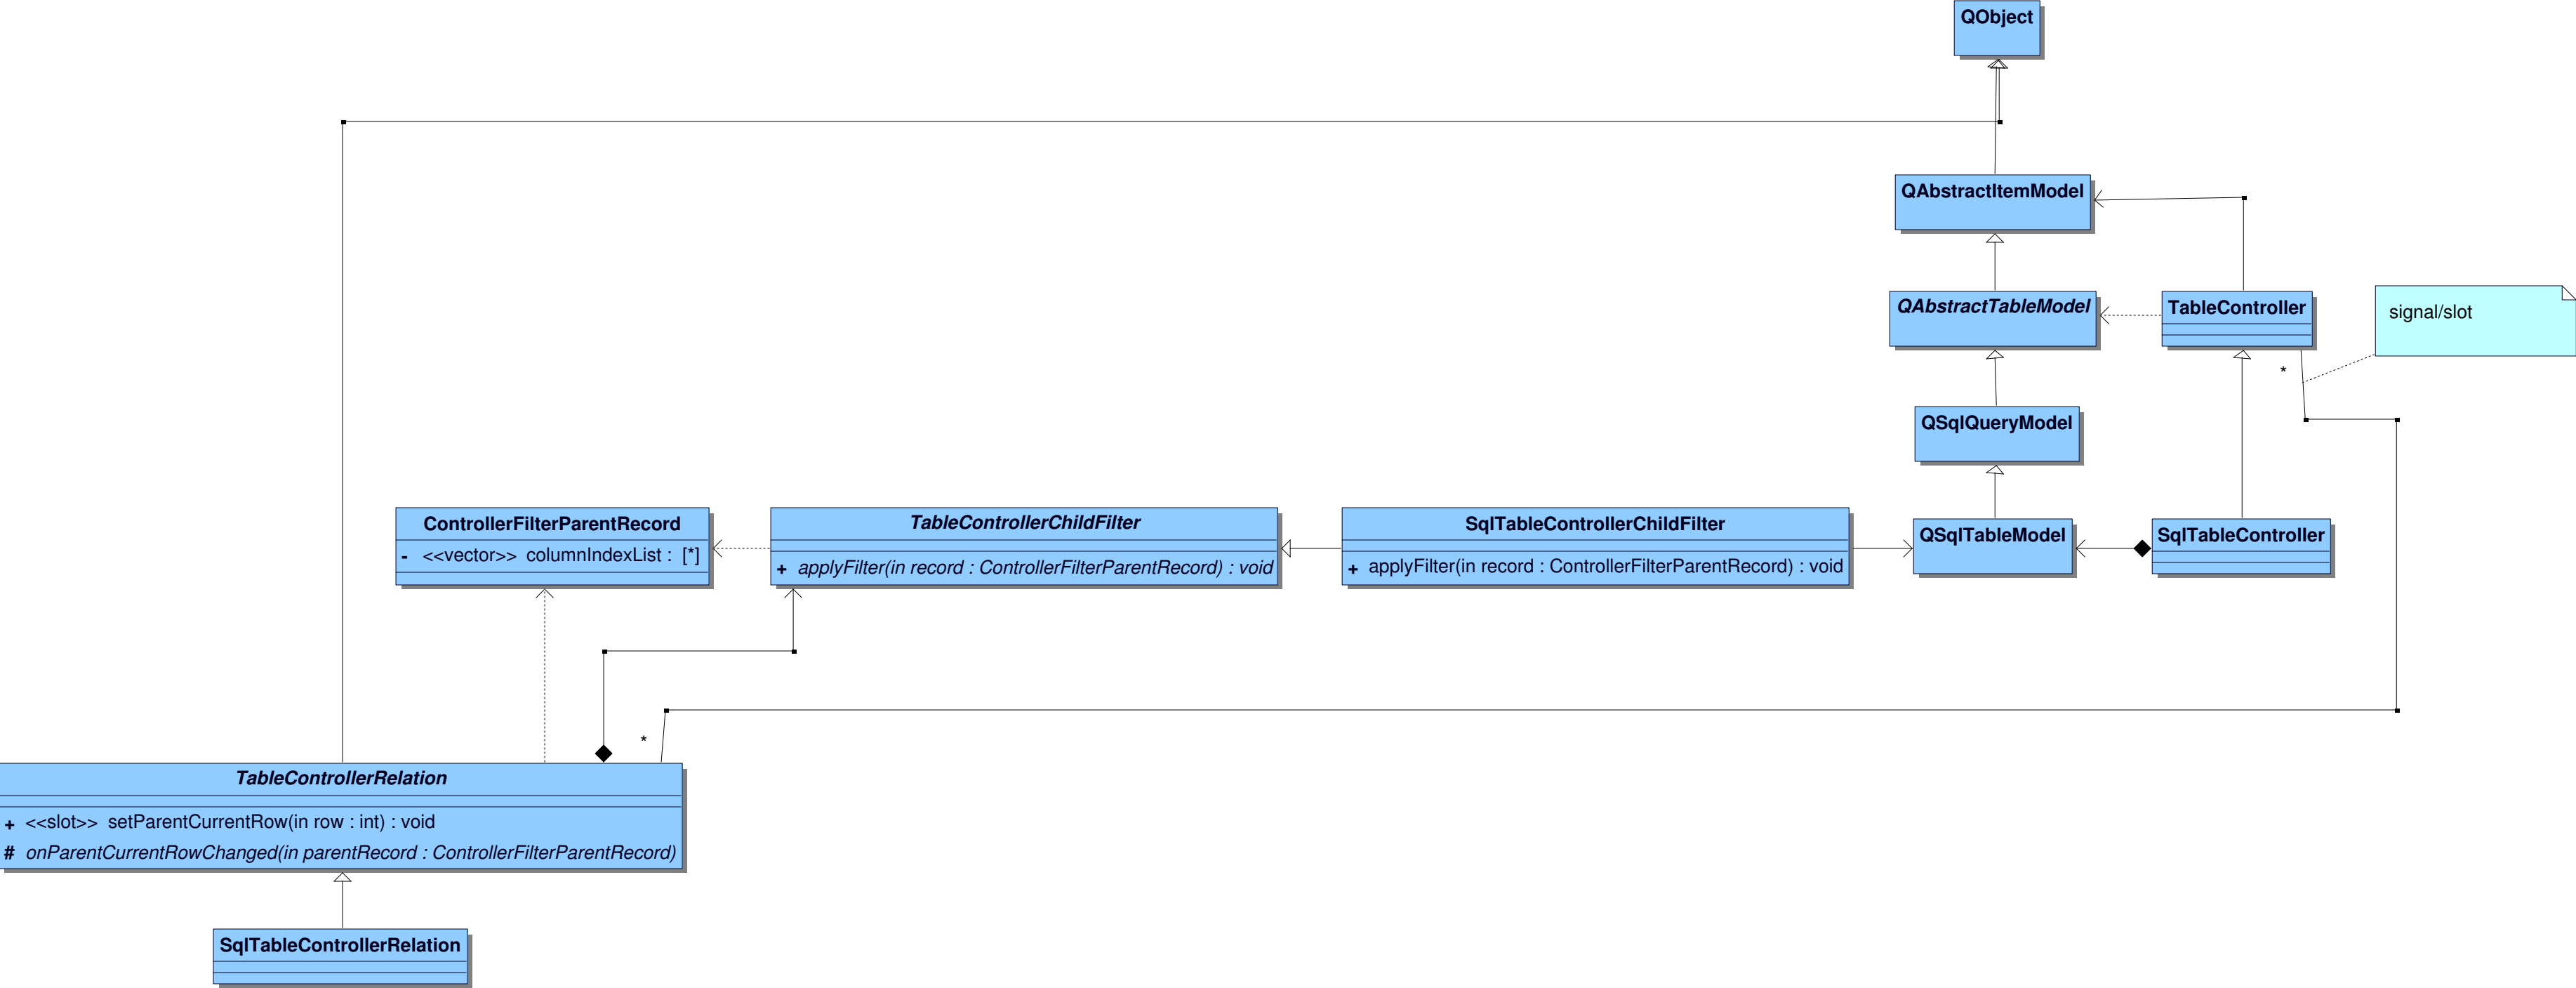 QObject
QAbstractItemModel
QAbstractTableModel
TableController
signal/slot
*
QSqlQueryModel
ControllerFilterParentRecord
- <<vector>> columnIndexList : [*]
TableControllerChildFilter
+ applyFilter(in record : ControllerFilterParentRecord) : void
SqlTableControllerChildFilter
+ applyFilter(in record : ControllerFilterParentRecord) : void
QSqlTableModel
SqlTableController
*
TableControllerRelation
+ <<slot>> setParentCurrentRow(in row : int) : void
# onParentCurrentRowChanged(in parentRecord : ControllerFilterParentRecord)
SqlTableControllerRelation